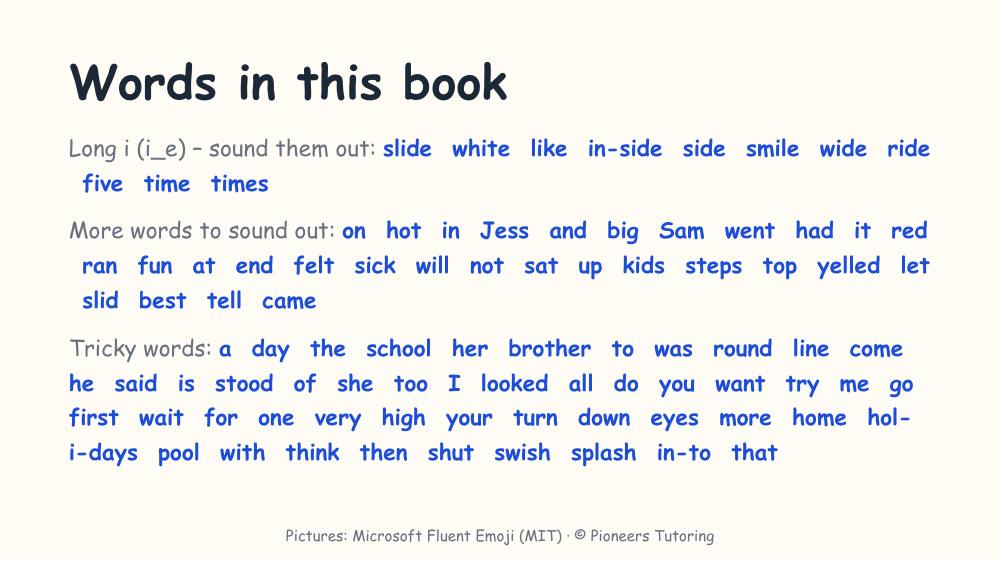 Words in this book
Long i (i_e) – sound them out: slide white like in-side side smile wide ride
five time times
More words to sound out: on hot in Jess and big Sam went had it red
ran fun at end felt sick will not sat up kids steps top yelled let
slid best tell came
Tricky words: a day the school her brother to was round line come
he said is stood of she too I looked all do you want try me go
first wait for one very high your turn down eyes more home hol-
i-days pool with think then shut swish splash in-to that
Pictures: Microsoft Fluent Emoji (MIT) · © Pioneers Tutoring